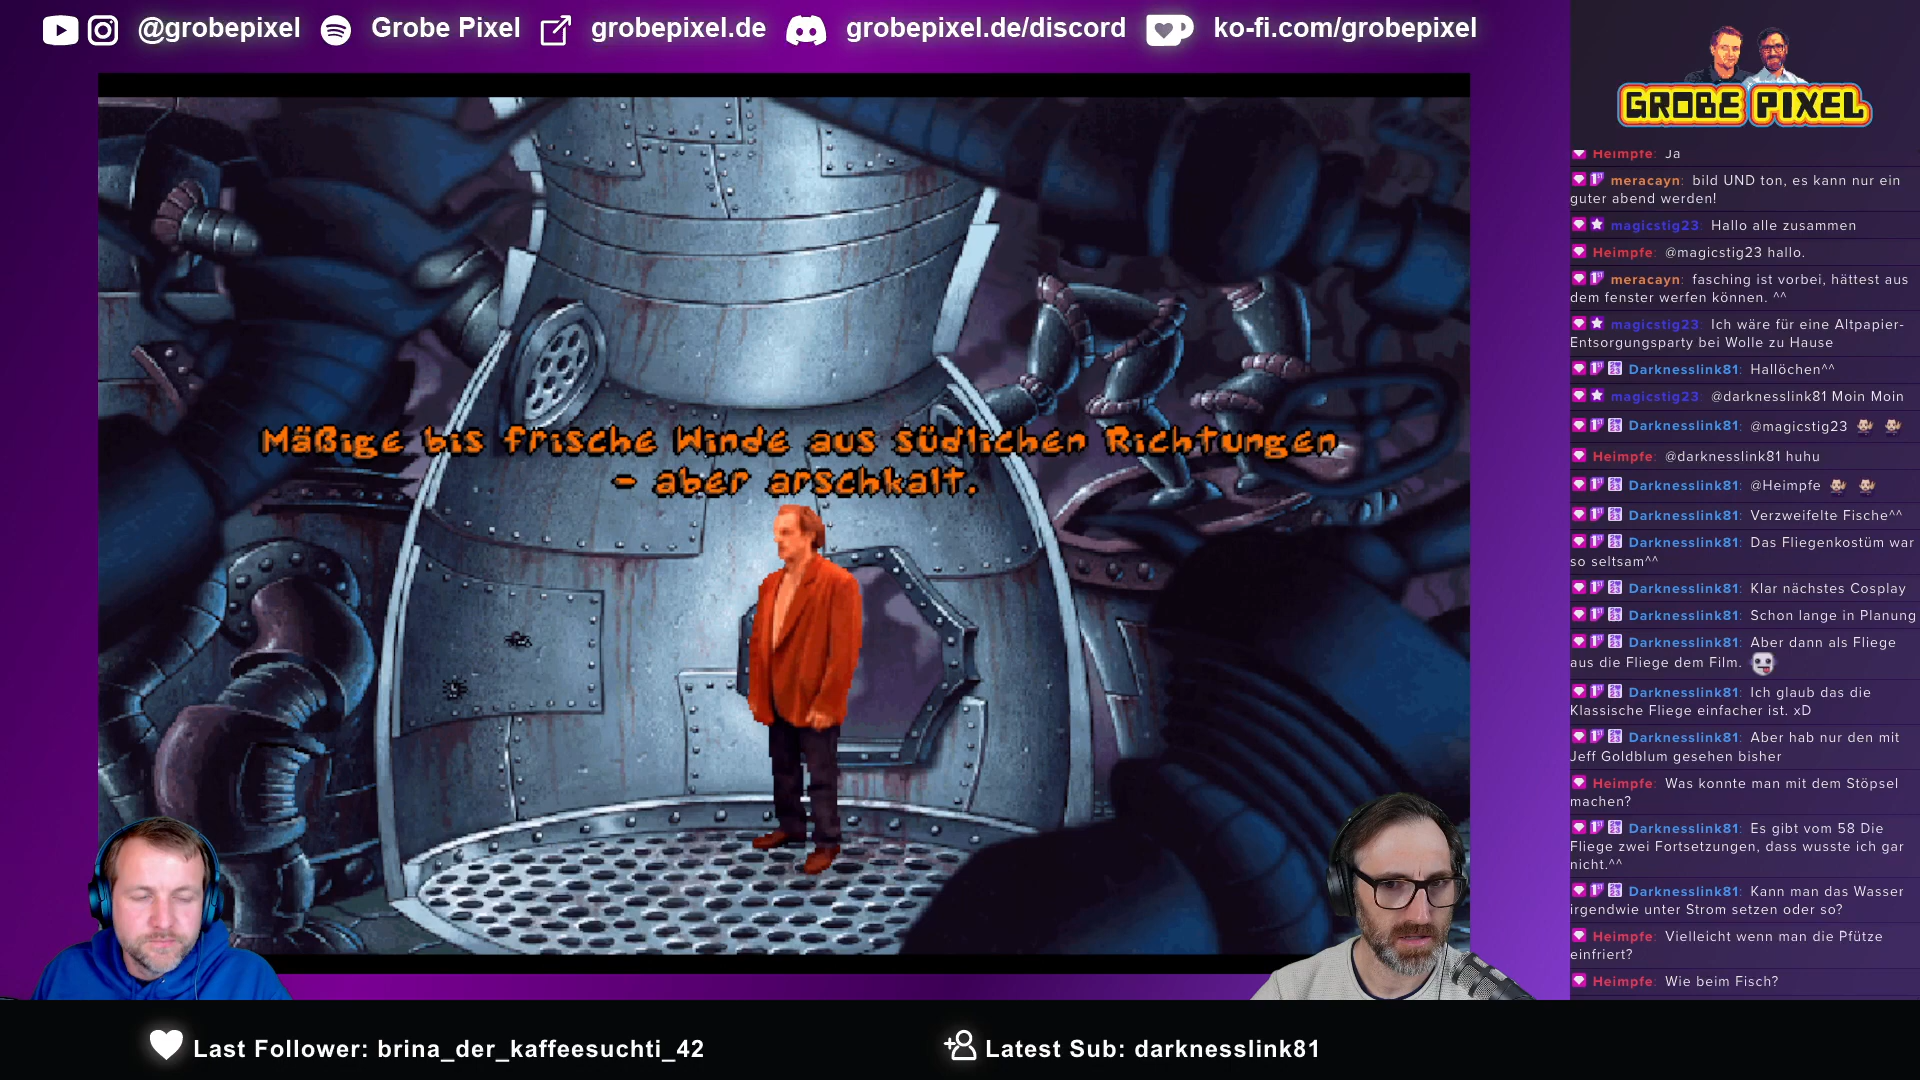 @grobepixel Grobe Pixel grobepixel.de grobepixel.de/discord ko-fi.com/grobepixel
GROBE PIXEL
Mäßige bis frische Winde aus südlichen Richtungen
- aber arschkalt.
Heimpfe: Ja
meracayn: bild UND ton, es kann nur ein
guter abend werden!
magicstig23: Hallo alle zusammen
Heimpfe: @magicstig23 hallo.
meracayn: fasching ist vorbei, hättest aus
dem fenster werfen können. ^^
magicstig23: Ich wäre für eine Altpapier-
Entsorgungsparty bei Wolle zu Hause
Darknesslink81: Hallöchen^^
magicstig23: @darknesslink81 Moin Moin
Darknesslink81: @magicstig23
Heimpfe: @darknesslink81 huhu
Darknesslink81: @Heimpfe
Darknesslink81: Verzweifelte Fische^^
Darknesslink81: Das Fliegenkostüm war
so seltsam^^
Darknesslink81: Klar nächstes Cosplay
Darknesslink81: Schon lange in Planung
Darknesslink81: Aber dann als Fliege
aus die Fliege dem Film.
Darknesslink81: Ich glaub das die
Klassische Fliege einfacher ist. xD
Darknesslink81: Aber hab nur den mit
Jeff Goldblum gesehen bisher
Heimpfe: Was konnte man mit dem Stöpsel
machen?
Darknesslink81: Es gibt vom 58 Die
Fliege zwei Fortsetzungen, dass wusste ich gar
nicht.^^
Darknesslink81: Kann man das Wasser
irgendwie unter Strom setzen oder so?
Heimpfe: Vielleicht wenn man die Pfütze
einfriert?
Heimpfe: Wie beim Fisch?
Last Follower: brina_der_kaffeesuchti_42
Latest Sub: darknesslink81